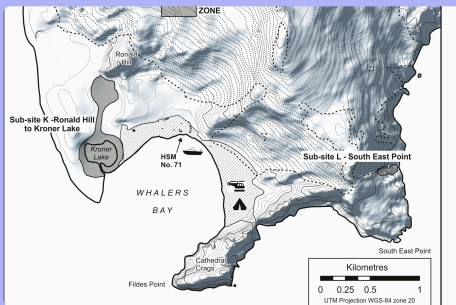 ZONE
Ronald
Hill
Sub-site K -Ronald Hill
to Kroner Lake
Kroner
Lake
HSM
No. 71
Sub-site L - South East Point
WHALERS
BAY
South East Point
Cathedral
Crags
Fildes Point
Kilometres
0 0.25 0.5 1
UTM Projection WGS-84 zone 20